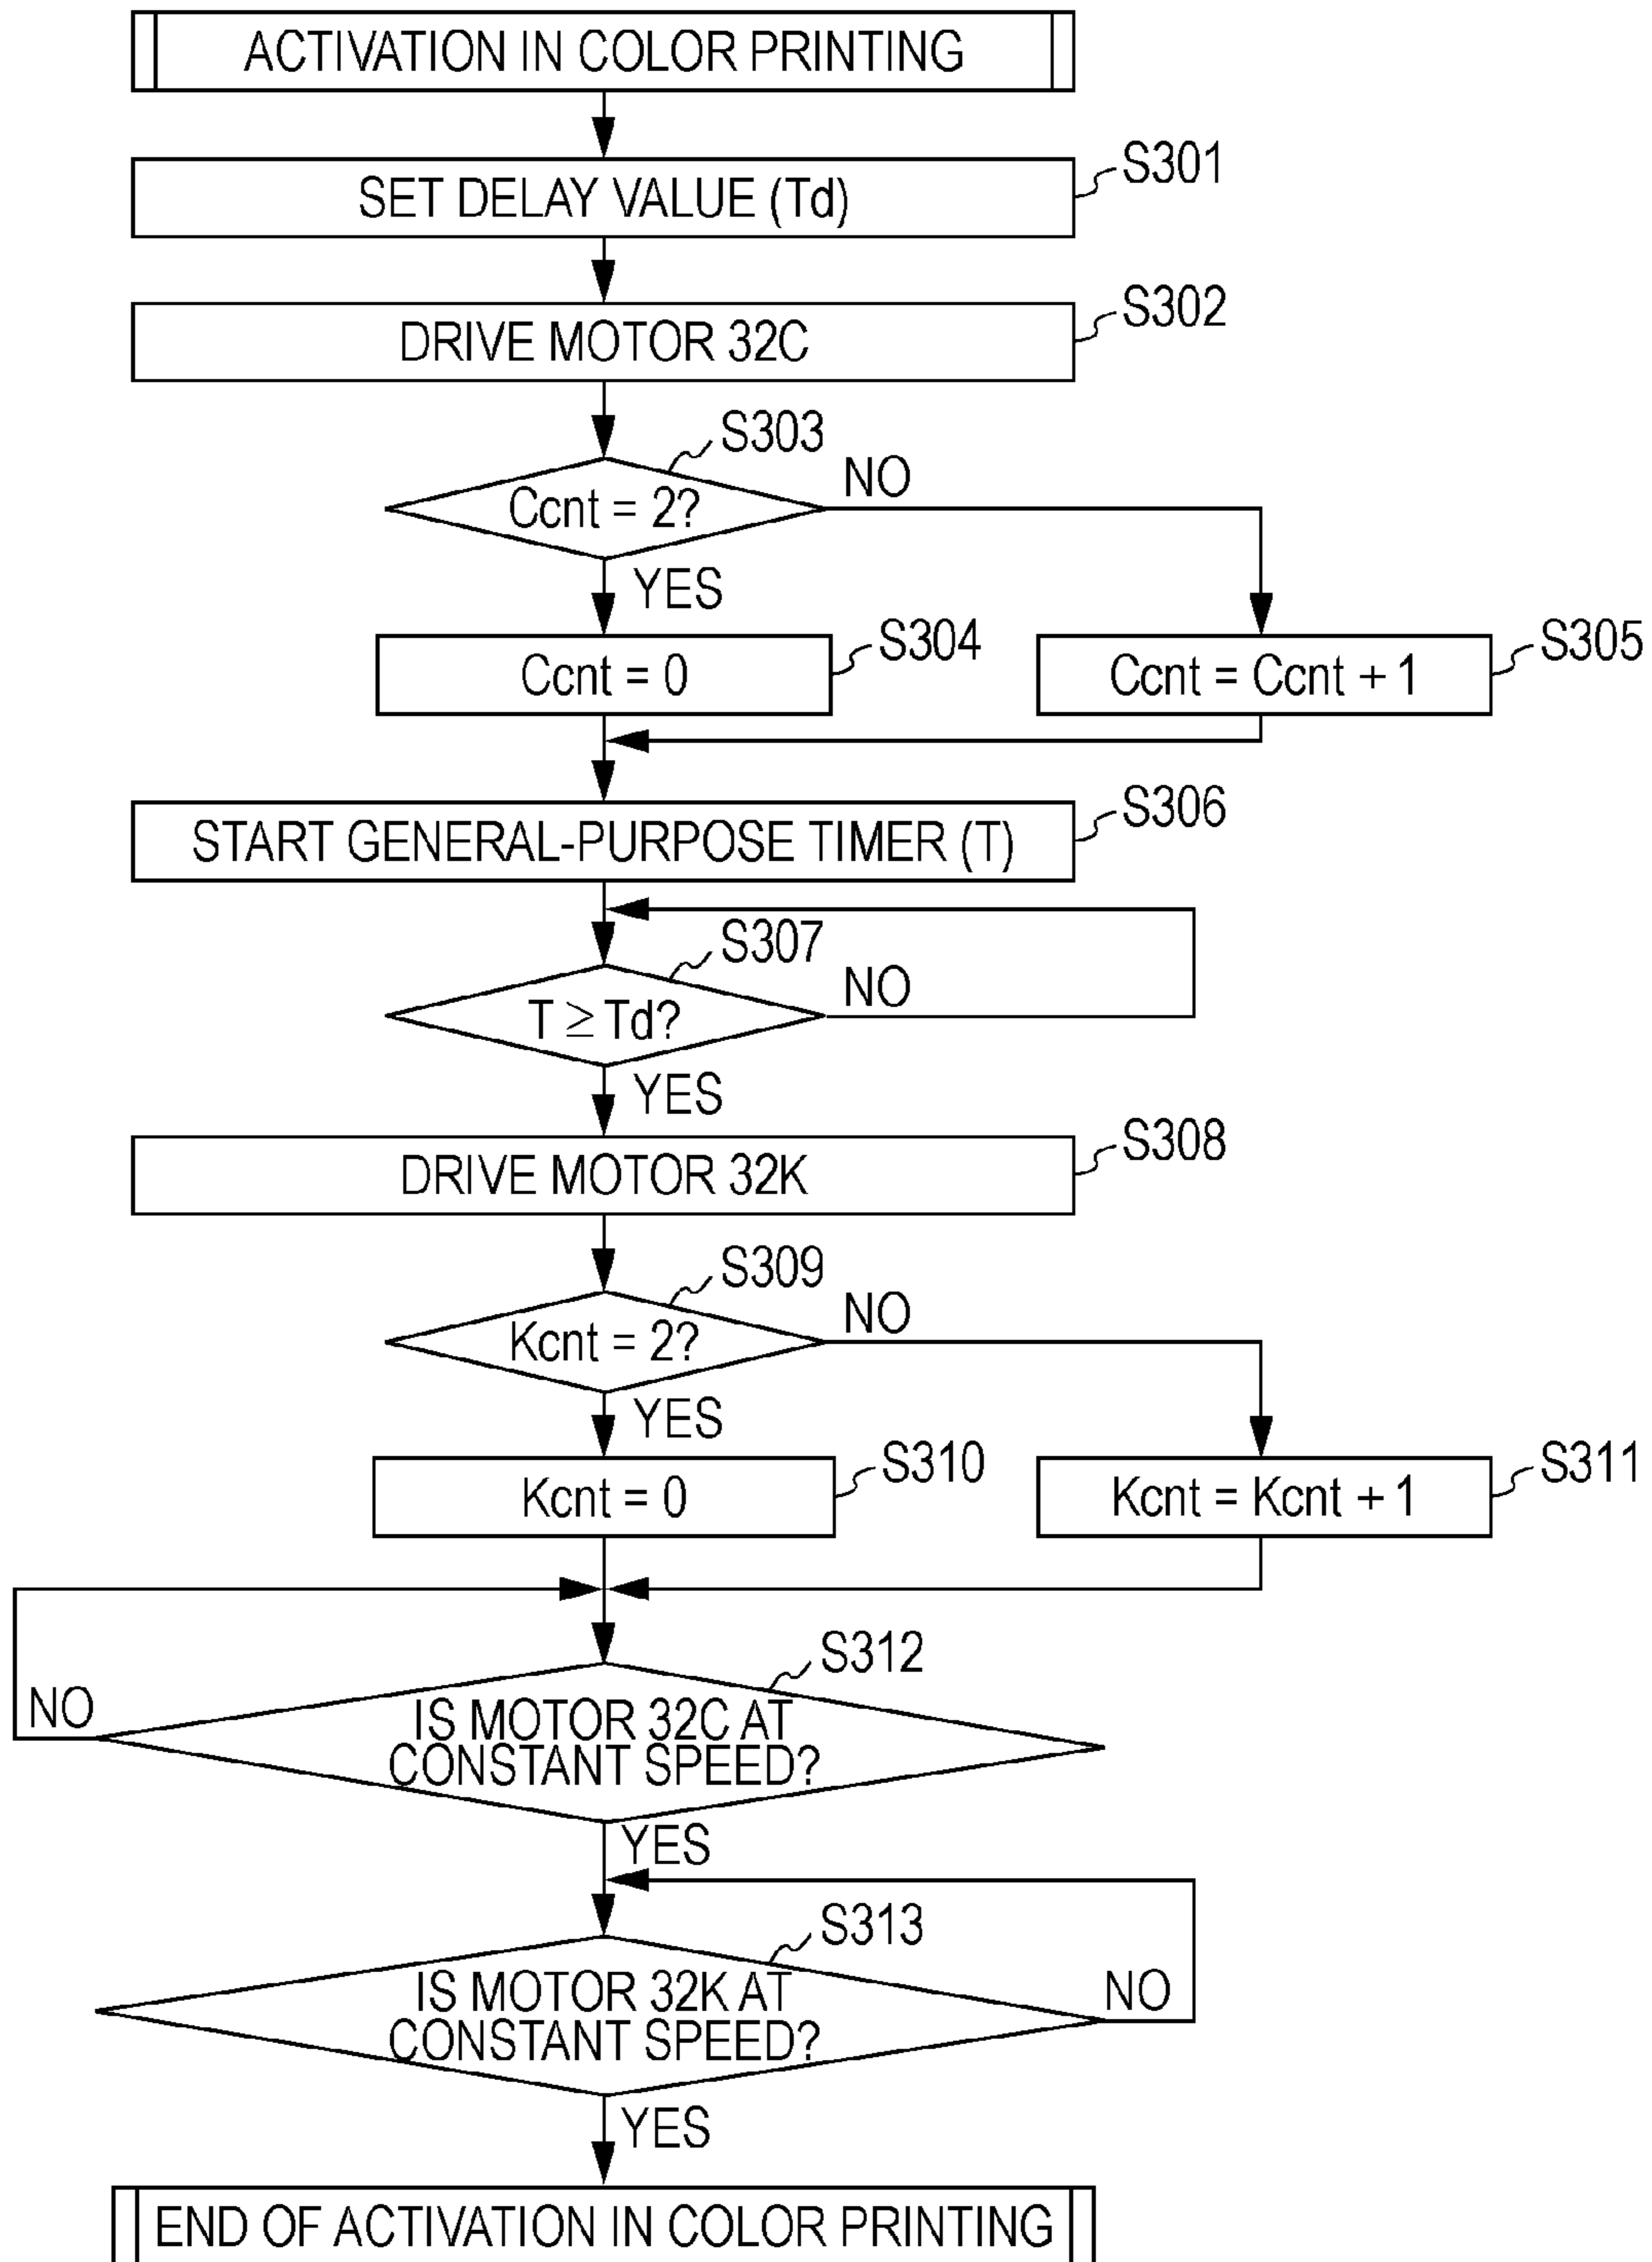 ACTIVATION IN COLOR PRINTING
S301
SET DELAY VALUE (Td)
S302
DRIVE MOTOR 32C
S303
NO
Ccnt = 2?
YES
S304
S305
Ccnt = 0
Ccnt = Ccnt + 1
S306
START GENERAL-PURPOSE TIMER (T)
S307
NO
T ≧ Td?
YES
S308
DRIVE MOTOR 32K
S309
NO
Kcnt = 2?
YES
S310
S311
Kcnt = 0
Kcnt = Kcnt + 1
S312
NO
IS MOTOR 32C AT
CONSTANT SPEED?
YES
S313
IS MOTOR 32K AT
NO
CONSTANT SPEED?
YES
END OF ACTIVATION IN COLOR PRINTING